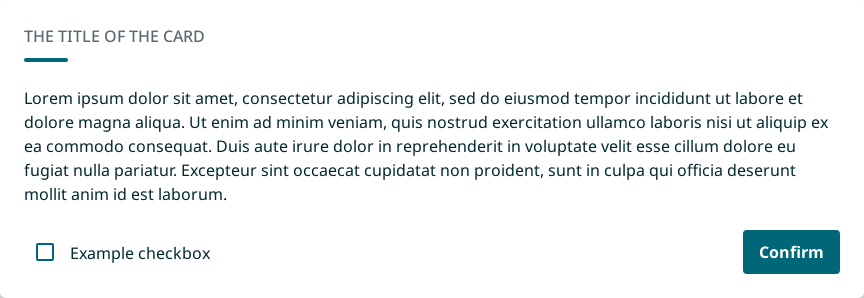 THE TITLE OF THE CARD
Lorem ipsum dolor sit amet, consectetur adipiscing elit, sed do eiusmod tempor incididunt ut labore et
dolore magna aliqua. Ut enim ad minim veniam, quis nostrud exercitation ullamco laboris nisi ut aliquip ex
ea commodo consequat. Duis aute irure dolor in reprehenderit in voluptate velit esse cillum dolore eu
fugiat nulla pariatur. Excepteur sint occaecat cupidatat non proident, sunt in culpa qui officia deserunt
mollit anim id est laborum.
Example checkbox
Confirm